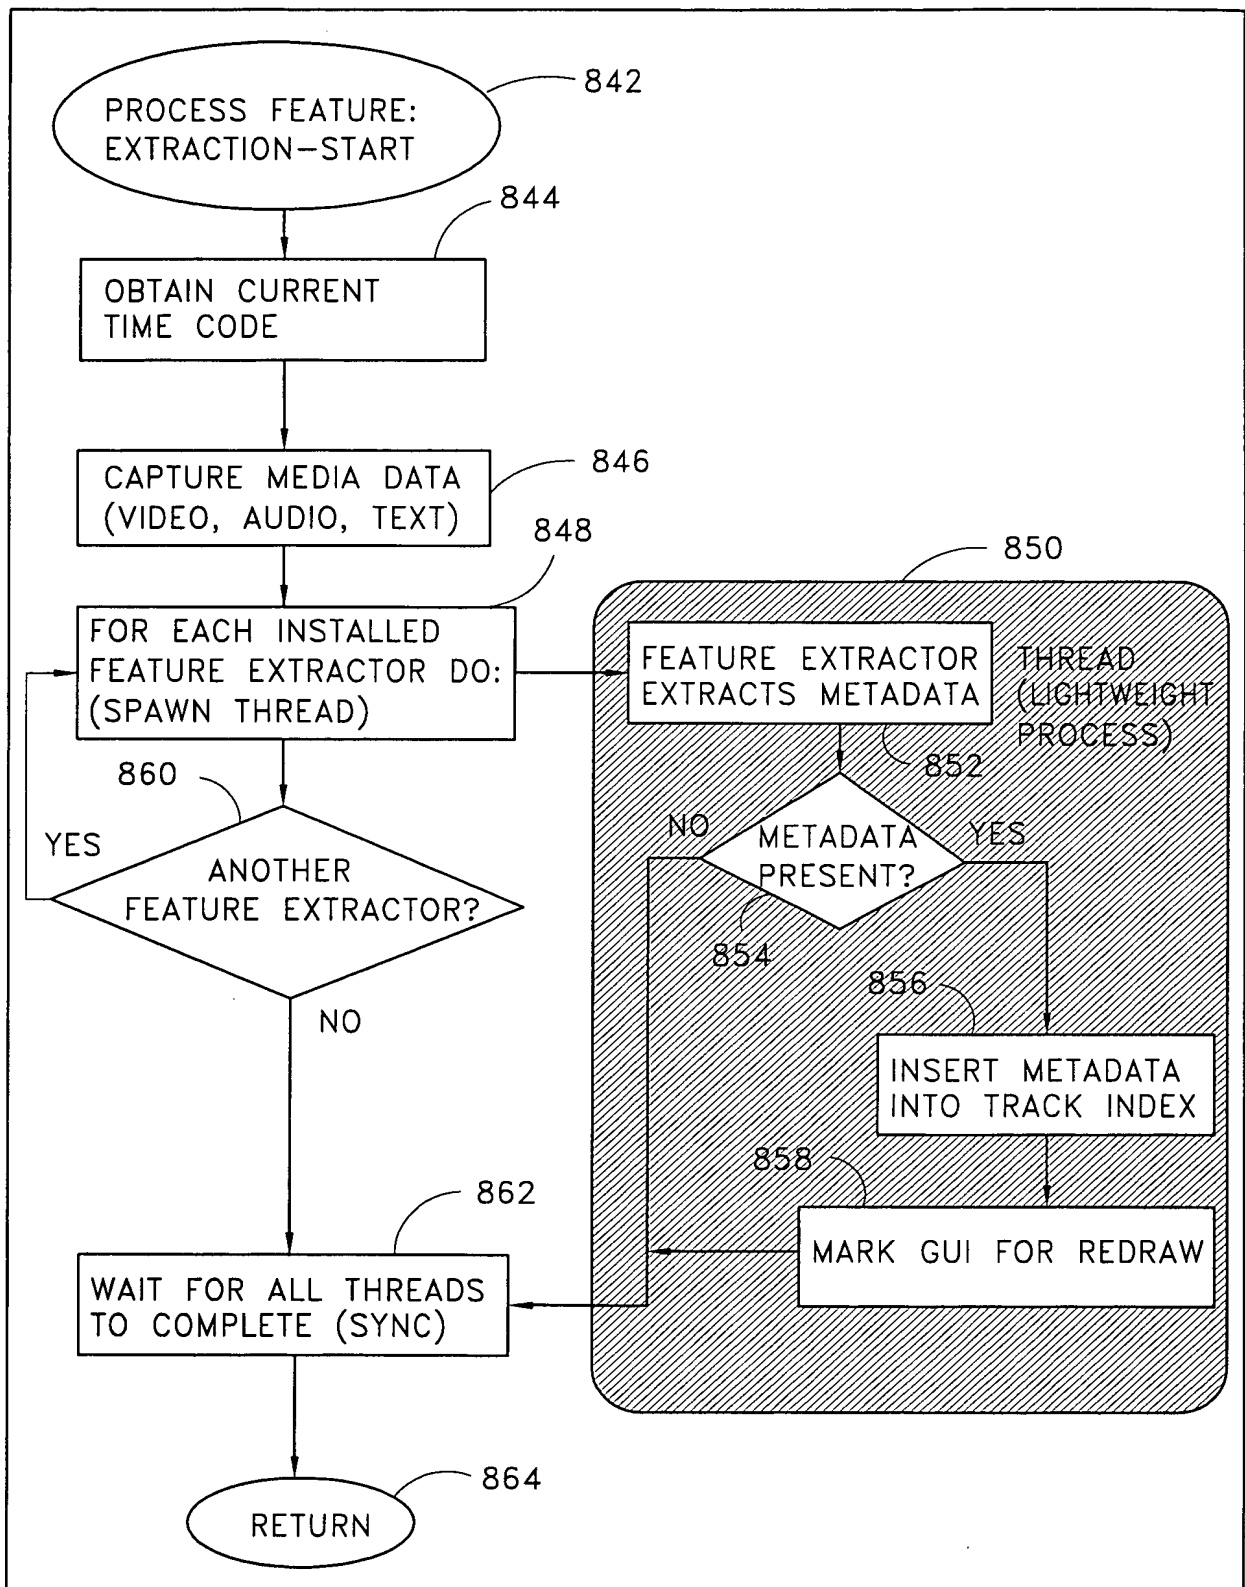 PROCESS FEATURE:
EXTRACTION-START
842
844
OBTAIN CURRENT
TIME CODE
CAPTURE MEDIA DATA
(VIDEO, AUDIO, TEXT)
846
848
FOR EACH INSTALLED
FEATURE EXTRACTOR DO:
(SPAWN THREAD)
850
FEATURE EXTRACTOR
EXTRACTS METADATA
THREAD
(LIGHTWEIGHT
PROCESS)
852
860
YES
ANOTHER
FEATURE EXTRACTOR?
NO
NO
METADATA
PRESENT?
YES
854
856
INSERT METADATA
INTO TRACK INDEX
858
MARK GUI FOR REDRAW
862
WAIT FOR ALL THREADS
TO COMPLETE (SYNC)
864
RETURN